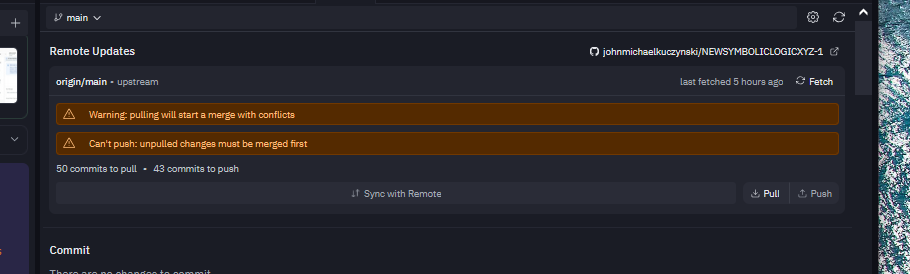 main
Remote Updates
johnmichaelkuczynski/NEWSYMBOLICLOGICXYZ-1
origin/main • upstream
last fetched 5 hours ago
Fetch
Warning: pulling will start a merge with conflicts
Can't push: unpulled changes must be merged first
50 commits to pull • 43 commits to push
Sync with Remote
Pull
Push
Commit
There are no changes to commit